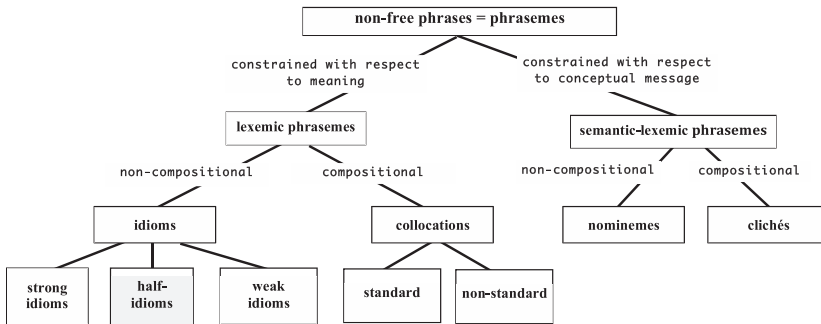 non-free phrases = phrasemes
constrained with respect
to meaning
constrained with respect
to conceptual message
lexemic phrasemes
semantic-lexemic phrasemes
non-compositional
compositional
non-compositional
compositional
idioms
collocations
nominemes
clichés
strong
idioms
half-
idioms
weak
idioms
standard
non-standard